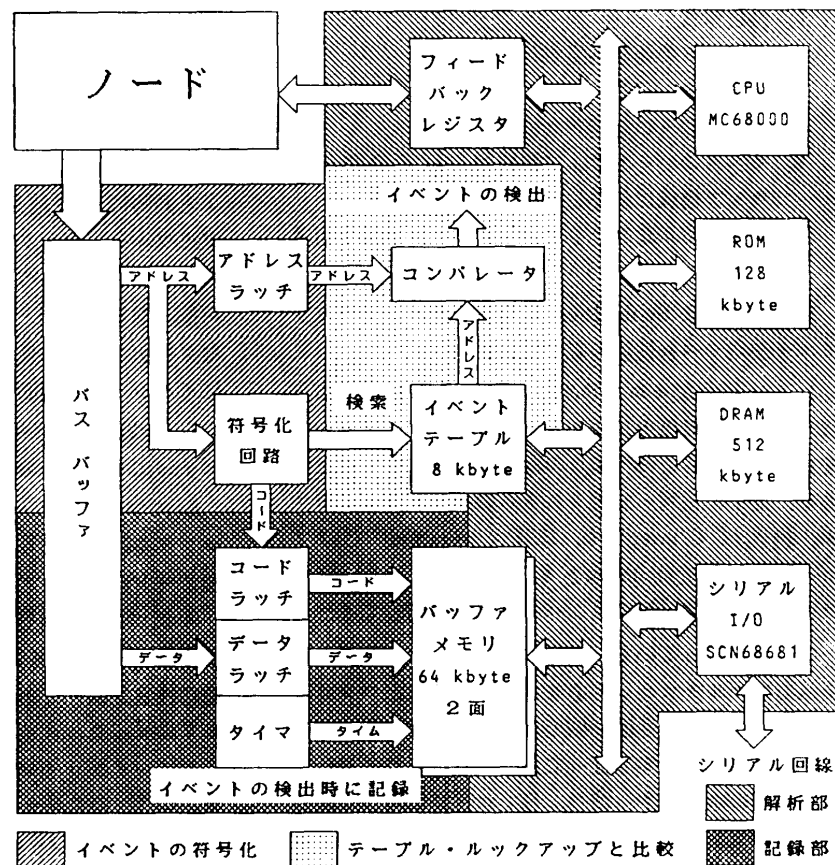 ノード
フィード
バック
レジスタ
CPU
MC68000
イベントの検出
アドレス
アドレス
ラッチ
アドレス
コンパレータ
ROM
128
kbyte
アドレス
バス バッファ
検索
符号化
回路
イベント
テーブル
8 kbyte
DRAM
512
kbyte
コード
コード
ラッチ
コード
バッファ
メモリ
64 kbyte
2面
シリアル
I/O
SCN68681
データ
データ
ラッチ
データ
タイマ
タイム
イベントの検出時に記録
シリアル回線
解析部
イベントの符号化
テーブル・ルックアップと比較
記録部